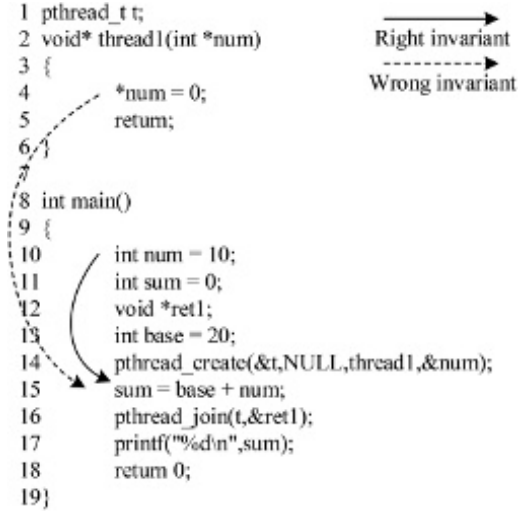 1 pthread_t t;
2 void* thread1(int *num)
3 {
4 *num = 0;
5 return;
6 }
7
8 int main()
9 {
10 int num = 10;
11 int sum = 0;
12 void *ret1;
13 int base = 20;
14 pthread_create(&t,NULL,thread1,&num);
15 sum = base + num;
16 pthread_join(t,&ret1);
17 printf("%d\n",sum);
18 return 0;
19}
Right invariant
Wrong invariant